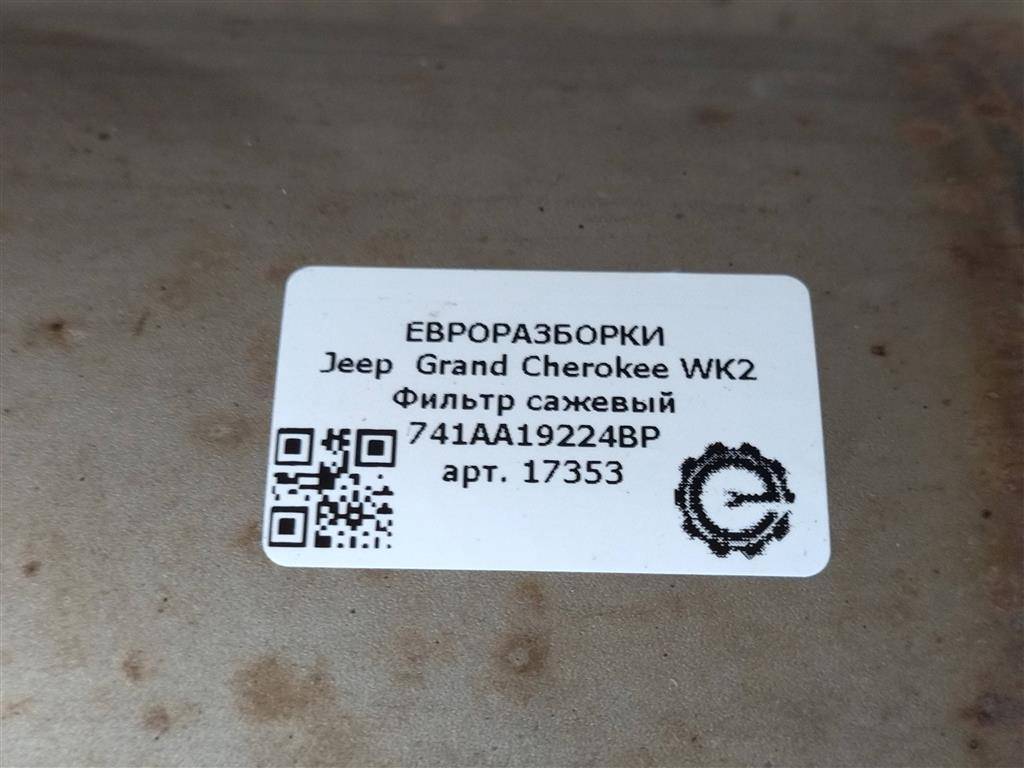 ЕВРОРАЗБОРКИ
Jeep Grand Cherokee WK2
Фильтр сажевый
741AA19224BP
арт. 17353